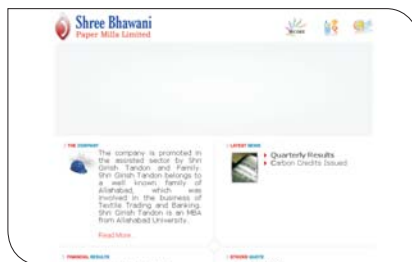 Shree Bhawani
Paper Mills Limited
THE COMPANY
The company is promoted in
the assisted sector by Shri
Girish Tandon and Family.
Shri Girish Tandon belongs to
a well known family of
Allahabad, which was
involved in the business of
Textile Trading and Banking.
Shri Girish Tandon is an MBA
from Allahabad University.
Read More
LATEST NEWS
Quarterly Results
Carbon Credits Issued
FINANCIAL RESULTS
STOCKS QUOTE